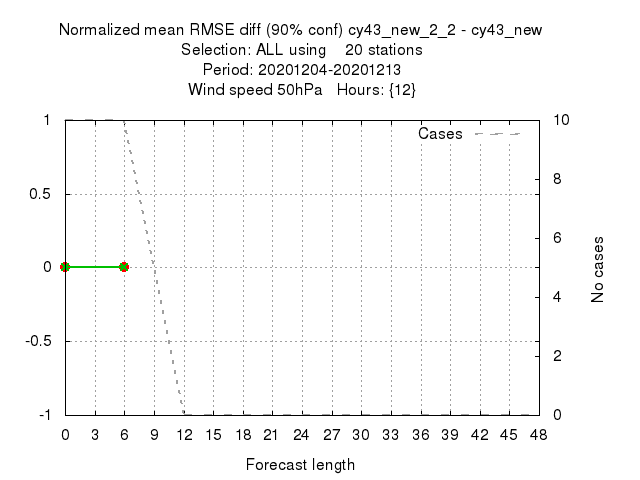 Normalized mean RMSE diff (90% conf) cy43_new_2_2 - cy43_new
Selection: ALL using 20 stations
Period: 20201204-20201213
Wind speed 50hPa Hours: {12}
Cases
1
0.5
0
-0.5
-1
10
8
6
4
2
0
No cases
0 3 6 9 12 15 18 21 24 27 30 33 36 39 42 45 48
Forecast length